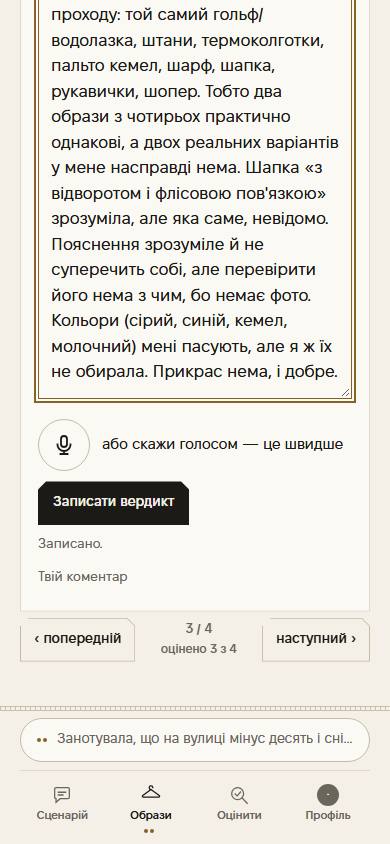 проходу: той самий гольф/
водолазка, штани, термоколготки,
пальто кемел, шарф, шапка,
рукавички, шопер. Тобто два
образи з чотирьох практично
однакові, а двох реальних варіантів
у мене насправді нема. Шапка «з
відворотом і флісовою пов'язкою»
зрозуміла, але яка саме, невідомо.
Пояснення зрозуміле й не
суперечить собі, але перевірити
його нема з чим, бо немає фото.
Кольори (сірий, синій, кемел,
молочний) мені пасують, але я ж їх
не обирала. Прикрас нема, і добре.
або скажи голосом — це швидше
Записати вердикт
Записано.
Твій коментар
‹ попередній
3 / 4
оцінено 3 з 4
наступний ›
Занотувала, що на вулиці мінус десять і сні...
Сценарій
Образи
Оцінити
Профіль